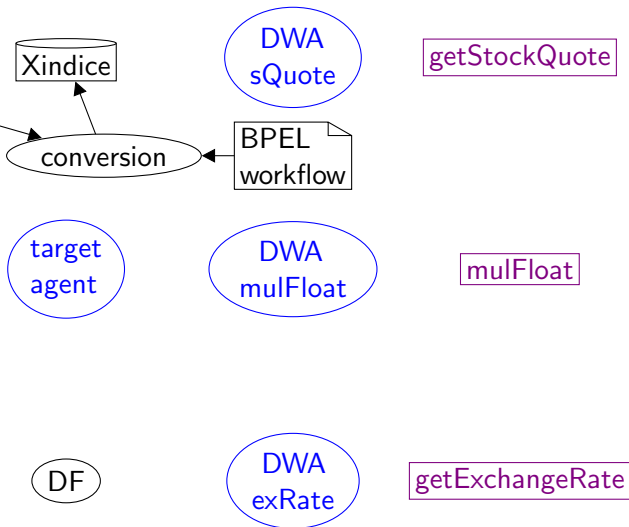 DWA
sQuote
getStockQuote
Xindice
conversion
BPEL
workflow
target
agent
DWA
mulFloat
mulFloat
DF
DWA
exRate
getExchangeRate